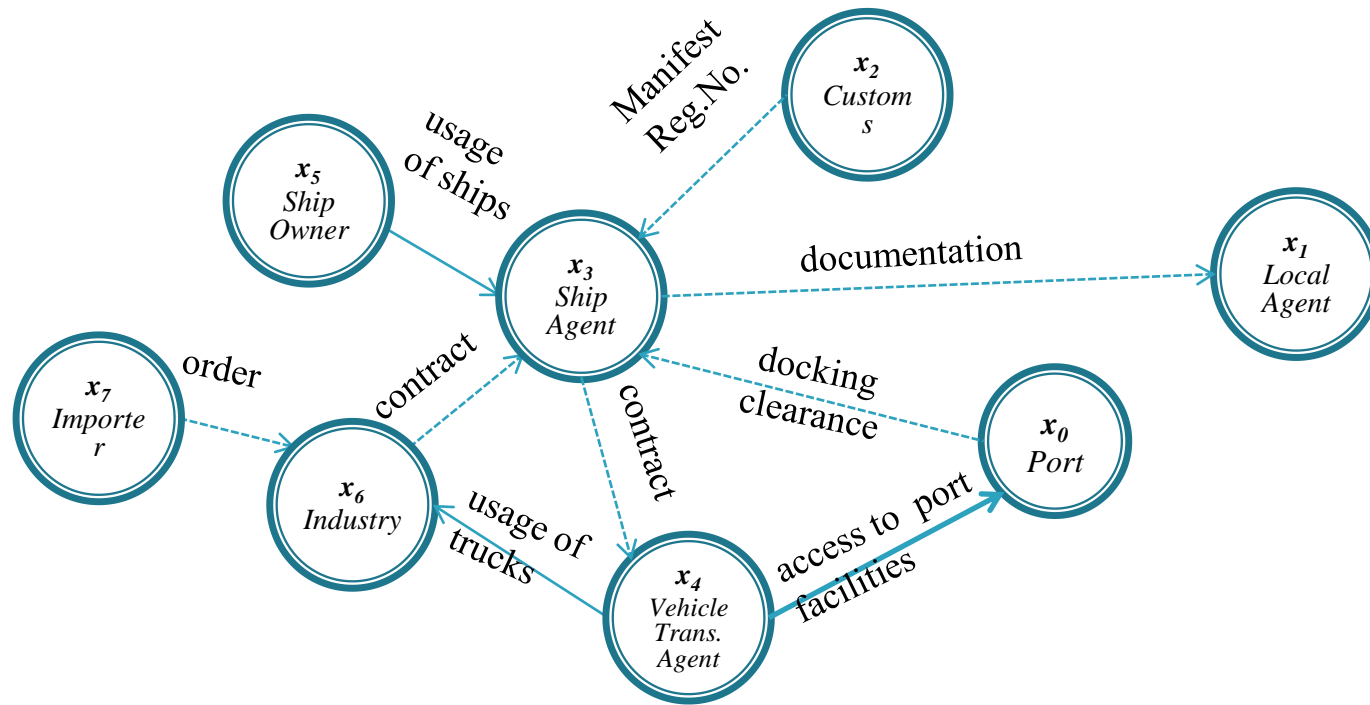 Manifest
Reg.No.
x2
Custom
s
usage
of ships
x5
Ship
Owner
x3
Ship
Agent
documentation
x1
Local
Agent
order
contract
docking
clearance
x7
Importe
r
contract
x0
Port
x6
Industry
usage of
trucks
access to port
facilities
x4
Vehicle
Trans.
Agent